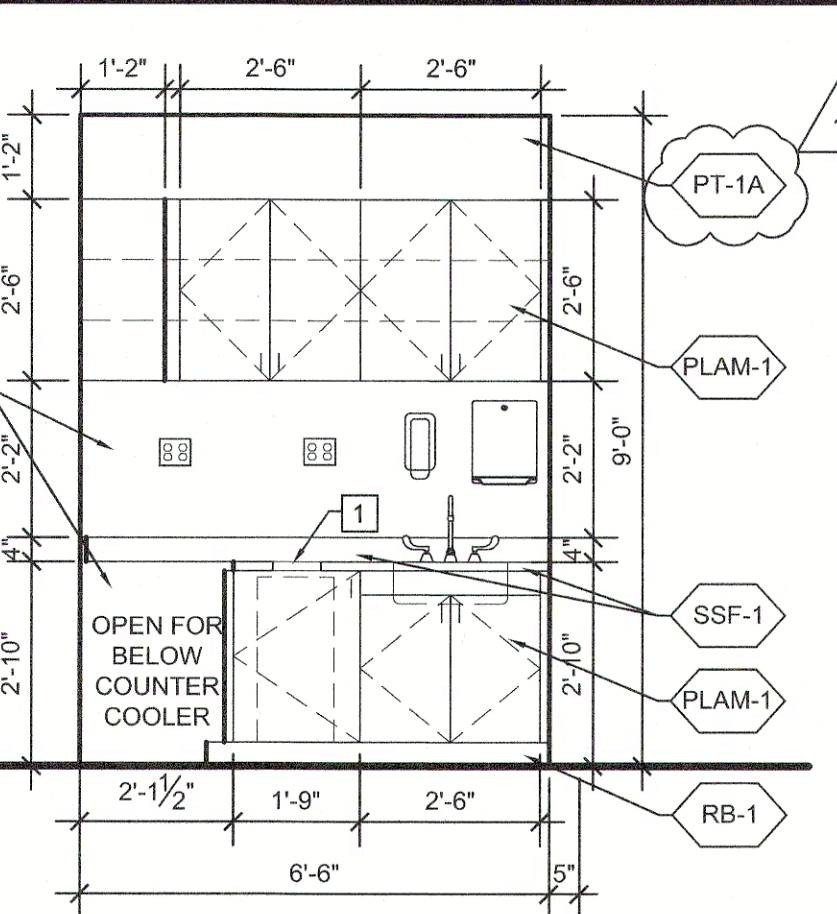 1'-2" 2'-6" 2'-6"
1'-2"
PT-1A
2'-6"
2'-6"
PLAM-1
2'-2"
2'-2"
9'-0"
1
4"
4"
SSF-1
OPEN FOR
BELOW
COUNTER
COOLER
2'-10"
2'-10"
PLAM-1
2'-1½" 1'-9" 2'-6"
RB-1
6'-6" 5"